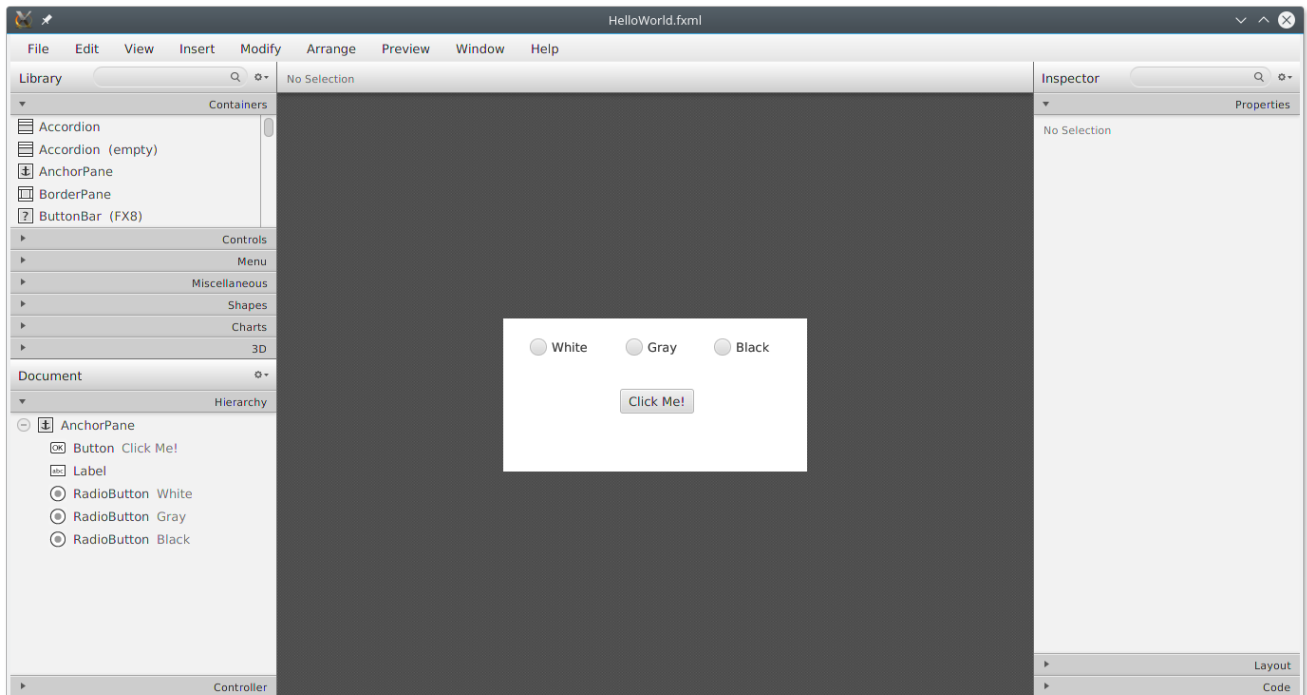 HelloWorld.fxml
File Edit View Insert Modify Arrange Preview Window Help
Library
Containers
Accordion
Accordion (empty)
AnchorPane
BorderPane
? ButtonBar (FX8)
Controls
Menu
Miscellaneous
Shapes
Charts
3D
Document
Hierarchy
AnchorPane
OK Button Click Me!
abc Label
RadioButton White
RadioButton Gray
RadioButton Black
Controller
No Selection
White Gray Black
Click Me!
Inspector
Properties
No Selection
Layout
Code